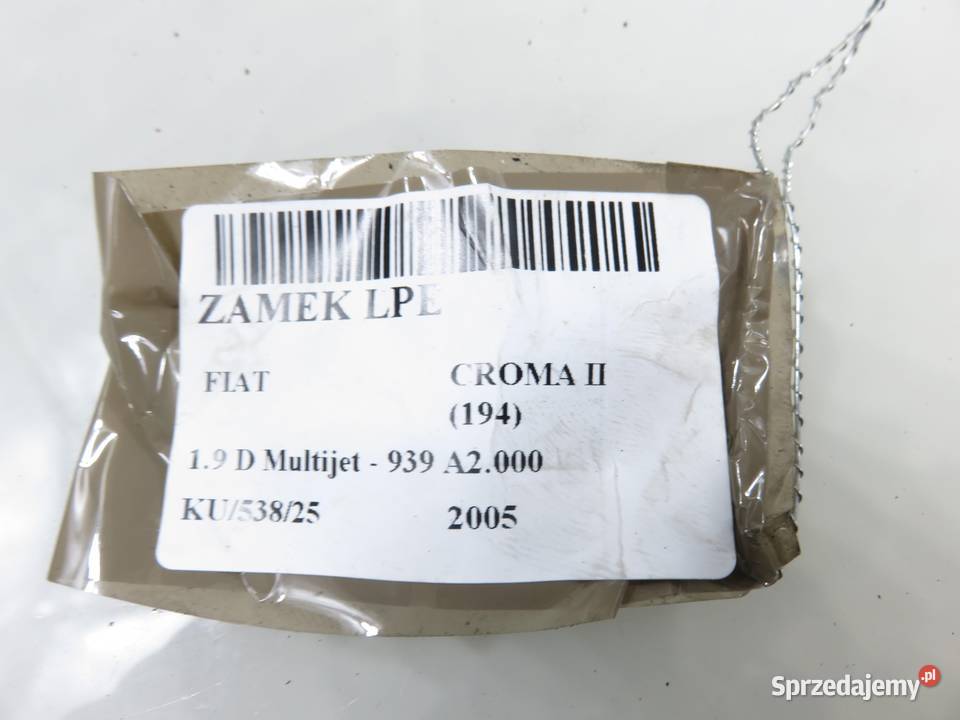 ZAMEK LPE
FIAT CROMA II
(194)
1.9 D Multijet - 939 A2.000
KU/538/25 2005
Sprzedajemy.pl